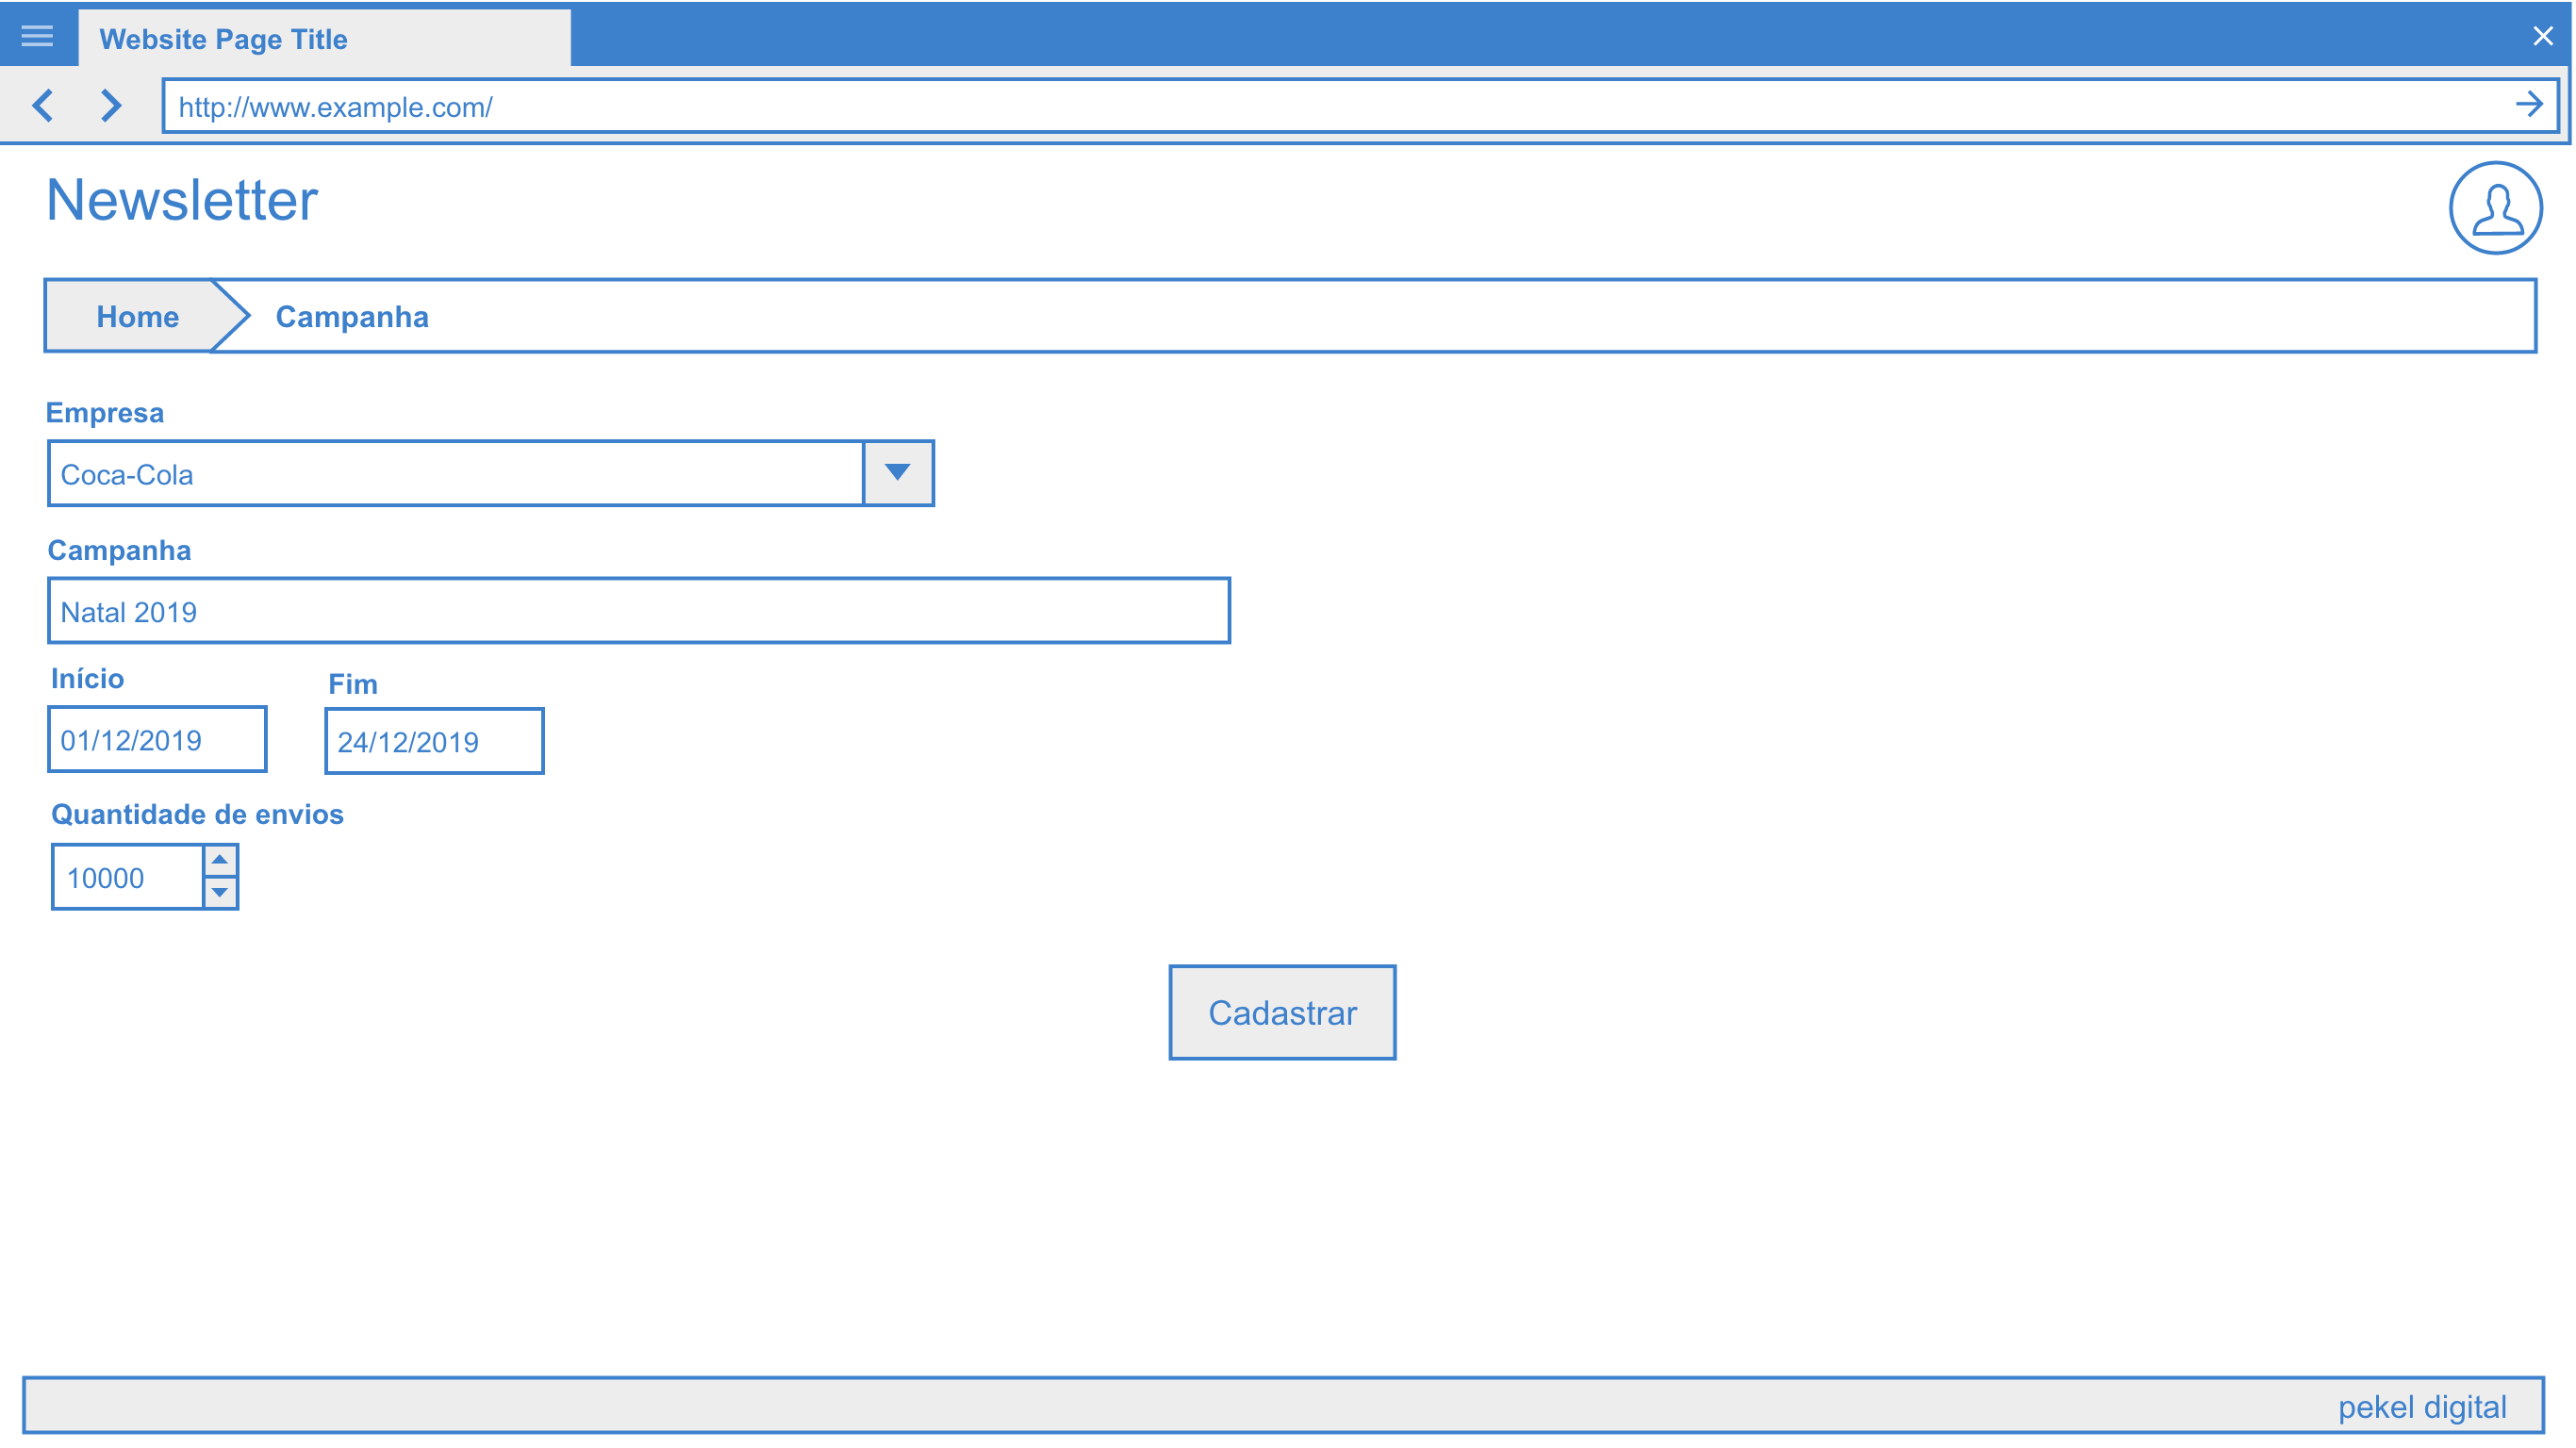 Website Page Title
http://www.example.com/
Newsletter
Home Campanha
Empresa
Coca-Cola
Campanha
Natal 2019
Início Fim
01/12/2019 24/12/2019
Quantidade de envios
10000
Cadastrar
pekel digital